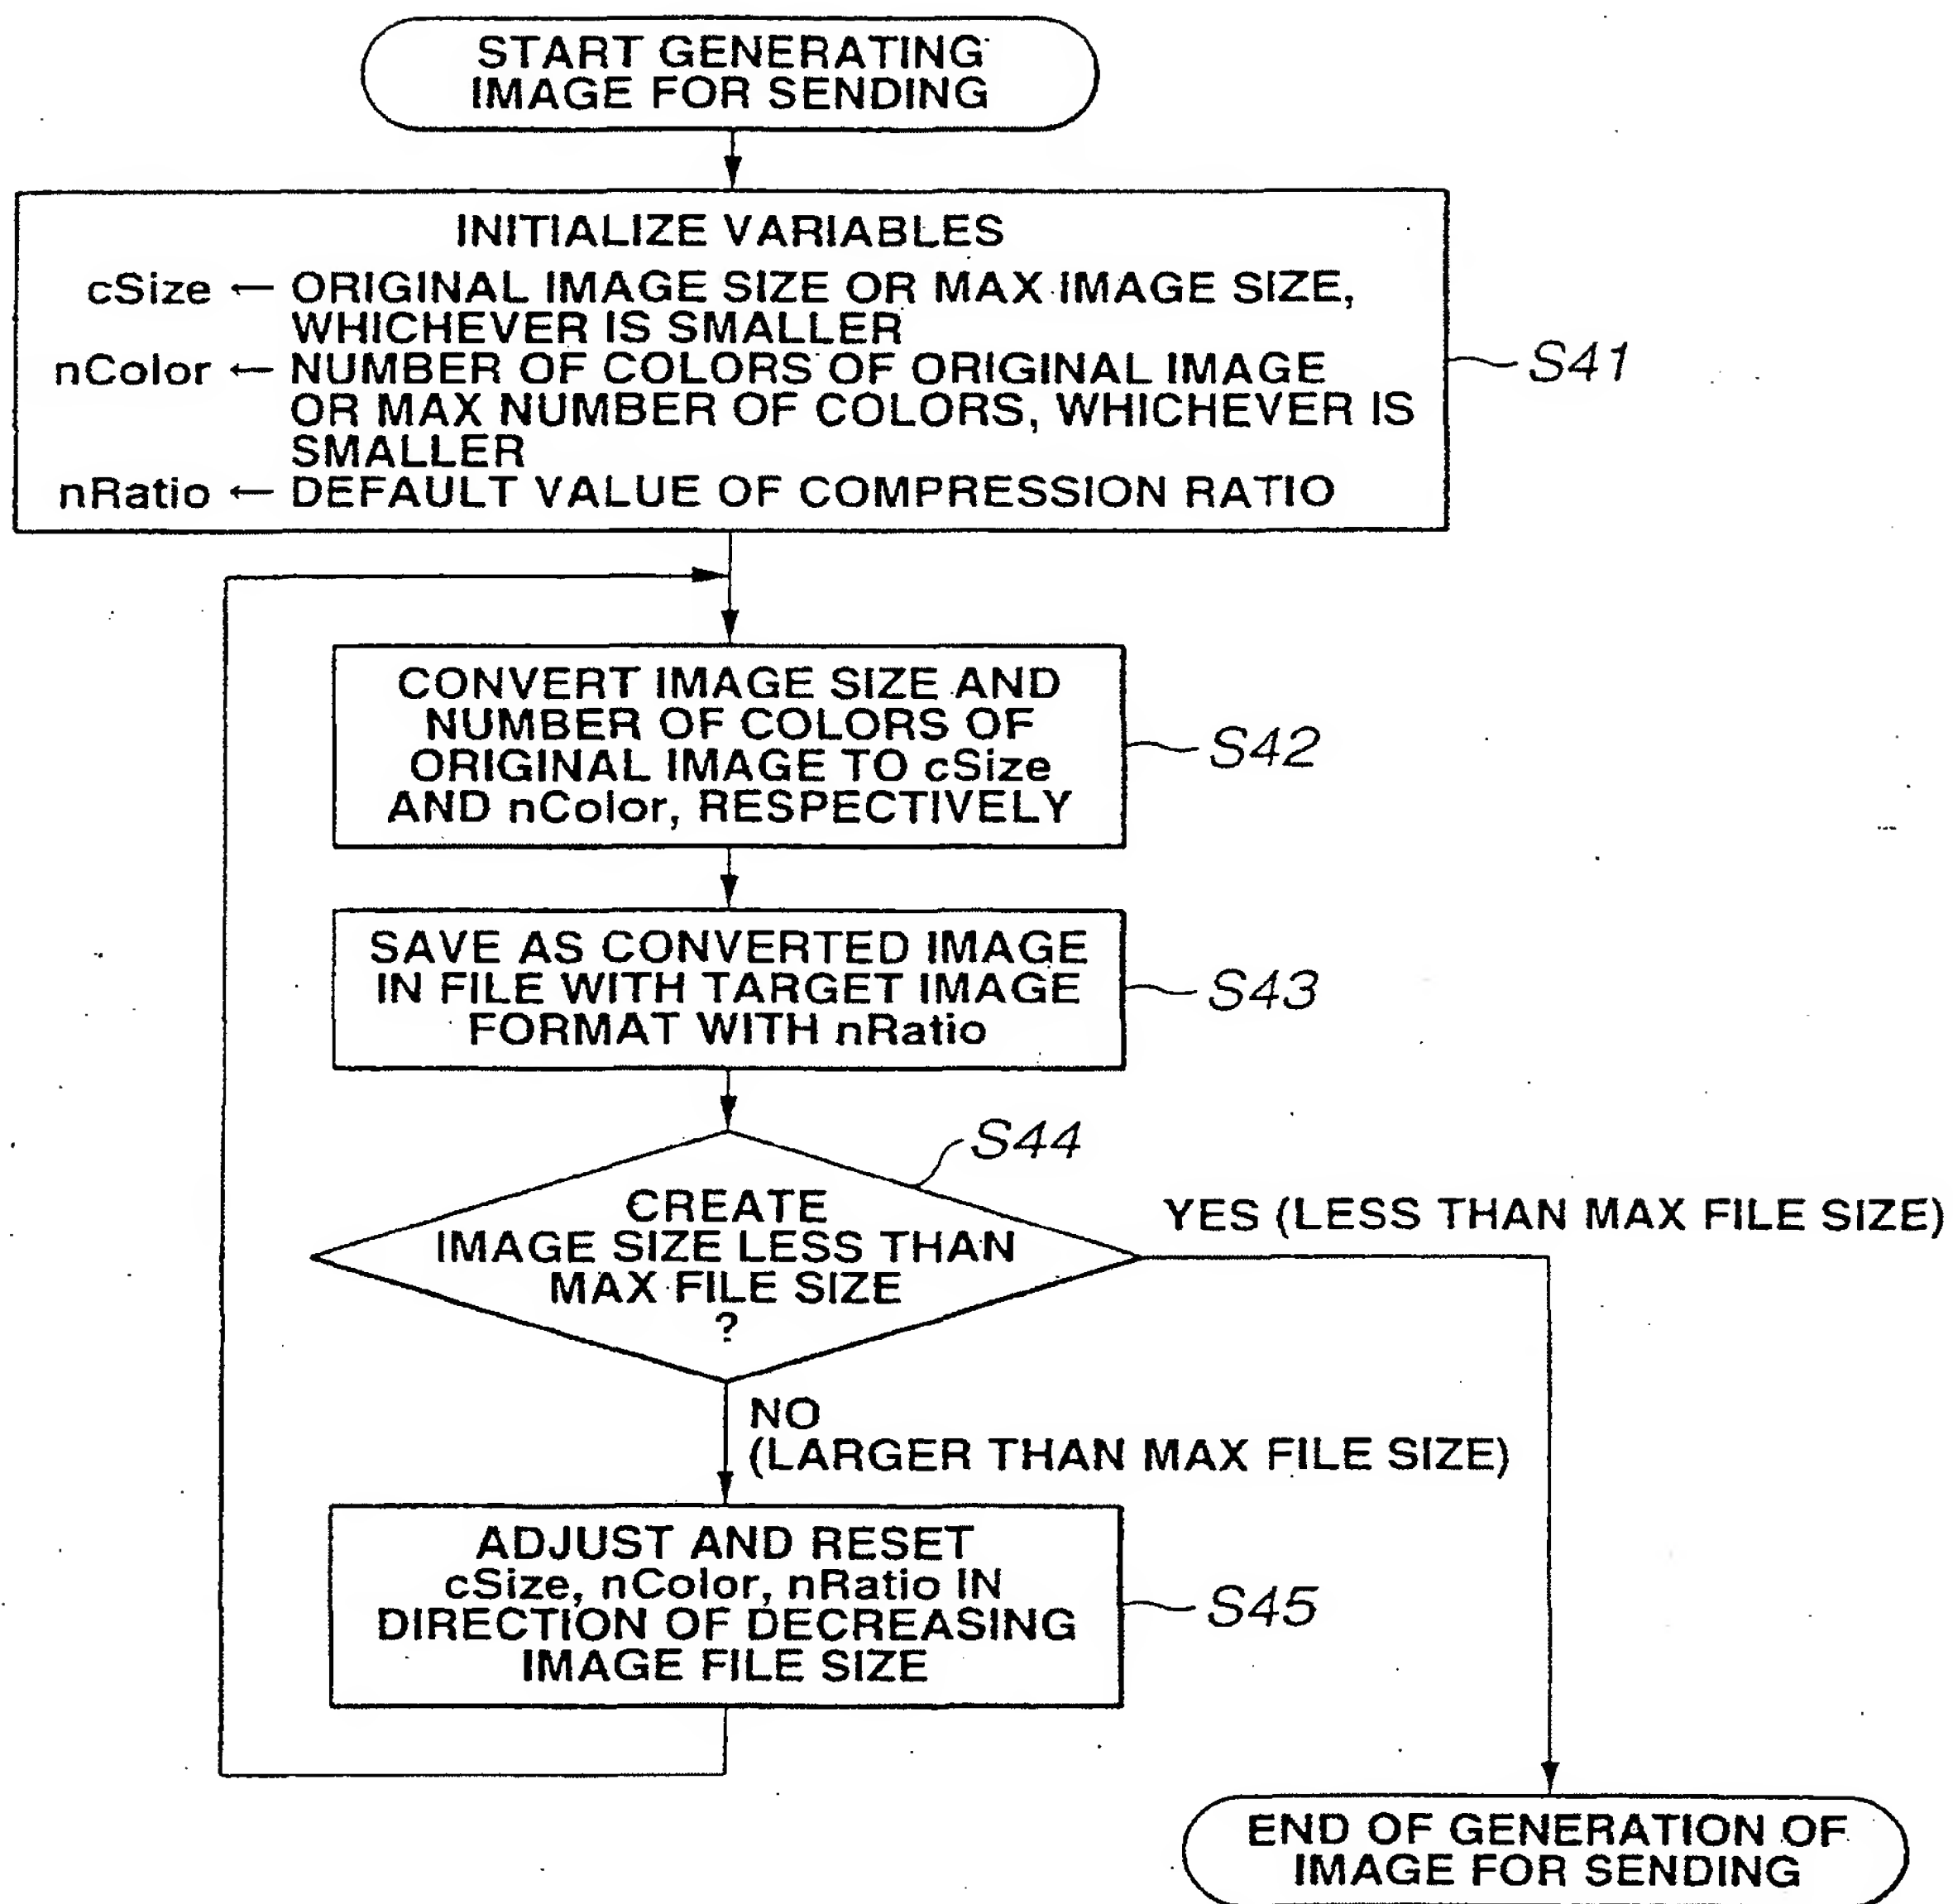 START GENERATING
IMAGE FOR SENDING
INITIALIZE VARIABLES
cSize ← ORIGINAL IMAGE SIZE OR MAX IMAGE SIZE,
WHICHEVER IS SMALLER
nColor ← NUMBER OF COLORS OF ORIGINAL IMAGE
OR MAX NUMBER OF COLORS, WHICHEVER IS
SMALLER
nRatio ← DEFAULT VALUE OF COMPRESSION RATIO
S41
CONVERT IMAGE SIZE AND
NUMBER OF COLORS OF
ORIGINAL IMAGE TO cSize
AND nColor, RESPECTIVELY
S42
SAVE AS CONVERTED IMAGE
IN FILE WITH TARGET IMAGE
FORMAT WITH nRatio
S43
S44
CREATE
IMAGE SIZE LESS THAN
MAX FILE SIZE
?
YES (LESS THAN MAX FILE SIZE)
NO
(LARGER THAN MAX FILE SIZE)
ADJUST AND RESET
cSize, nColor, nRatio IN
DIRECTION OF DECREASING
IMAGE FILE SIZE
S45
END OF GENERATION OF
IMAGE FOR SENDING